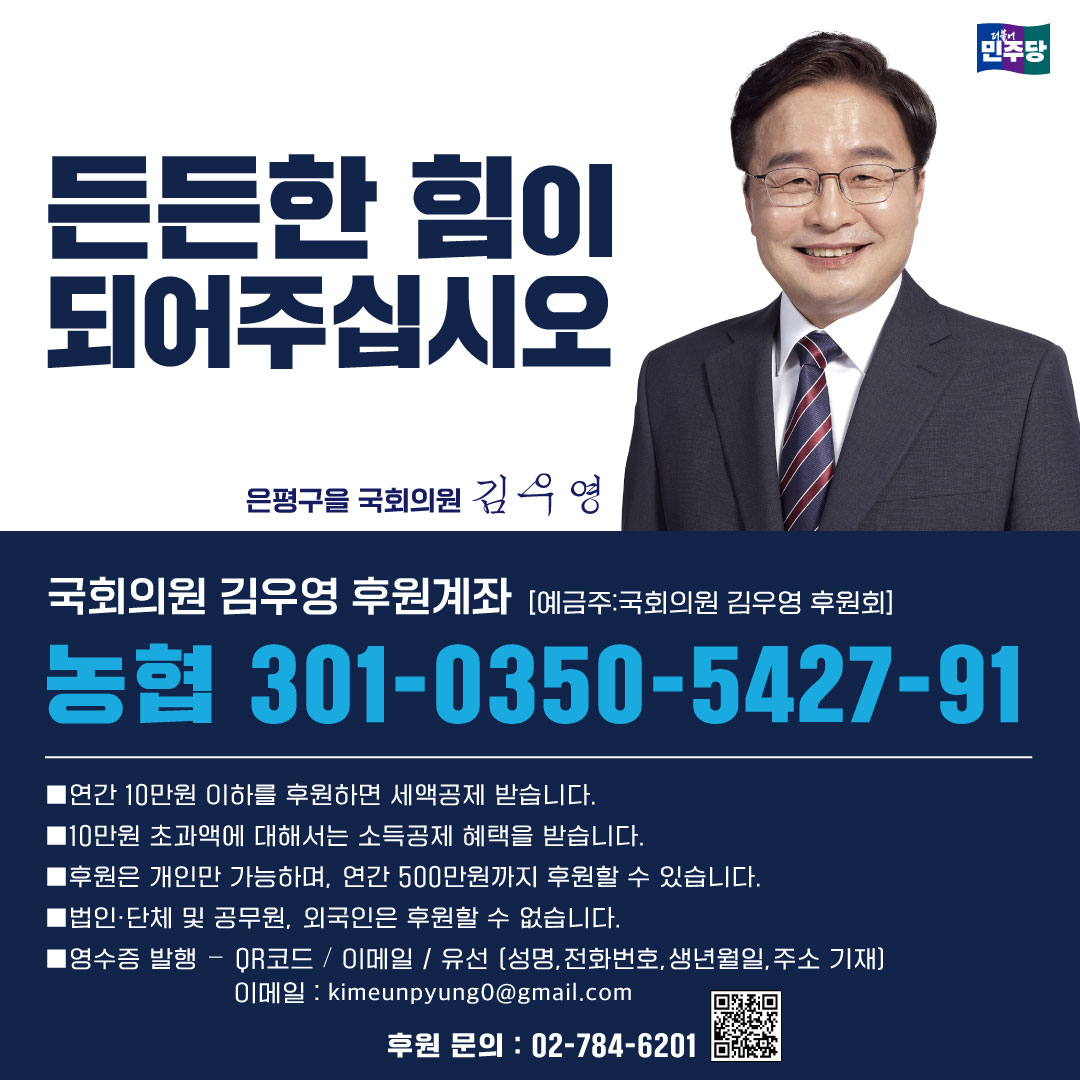 더불어
민주당
든든한 힘이
되어주십시오
은평구을 국회의원 김우영
국회의원 김우영 후원계좌 [예금주:국회의원 김우영 후원회]
농협 301-0350-5427-91
■연간 10만원 이하를 후원하면 세액공제 받습니다.
■10만원 초과액에 대해서는 소득공제 혜택을 받습니다.
■후원은 개인만 가능하며, 연간 500만원까지 후원할 수 있습니다.
■법인·단체 및 공무원, 외국인은 후원할 수 없습니다.
■영수증 발행 - QR코드 / 이메일 / 유선 (성명,전화번호,생년월일,주소 기재)
이메일 : kimeunpyung0@gmail.com
후원 문의 : 02-784-6201